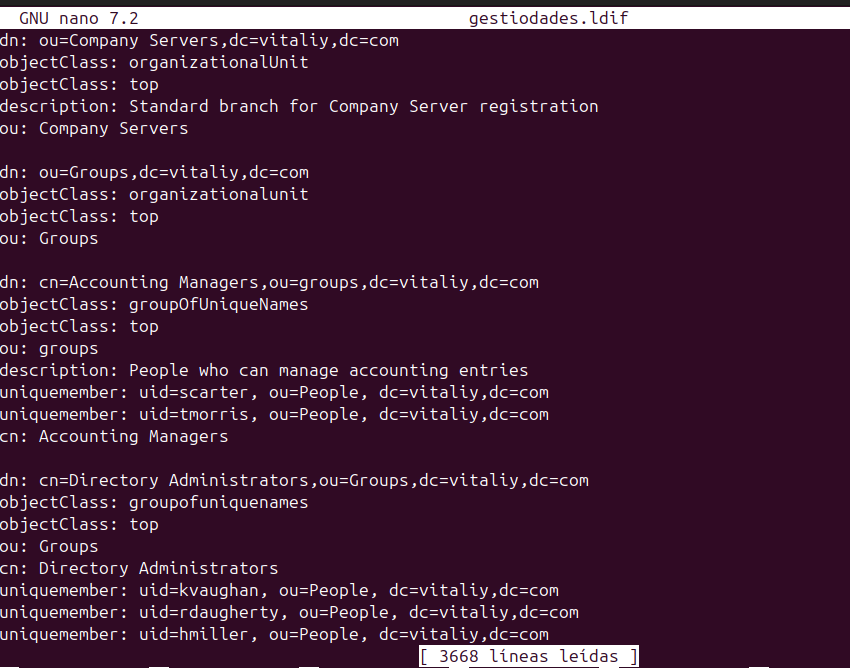 GNU nano 7.2 gestiodades.ldif
dn: ou=Company Servers,dc=vitaliy,dc=com
objectClass: organizationalUnit
objectClass: top
description: Standard branch for Company Server registration
ou: Company Servers
dn: ou=Groups,dc=vitaliy,dc=com
objectClass: organizationalunit
objectClass: top
ou: Groups
dn: cn=Accounting Managers,ou=groups,dc=vitaliy,dc=com
objectClass: groupOfUniqueNames
objectClass: top
ou: groups
description: People who can manage accounting entries
uniquemember: uid=scarter, ou=People, dc=vitaliy,dc=com
uniquemember: uid=tmorris, ou=People, dc=vitaliy,dc=com
cn: Accounting Managers
dn: cn=Directory Administrators,ou=Groups,dc=vitaliy,dc=com
objectClass: groupofuniquenames
objectClass: top
ou: Groups
cn: Directory Administrators
uniquemember: uid=kvaughan, ou=People, dc=vitaliy,dc=com
uniquemember: uid=rdaugherty, ou=People, dc=vitaliy,dc=com
uniquemember: uid=hmiller, ou=People, dc=vitaliy,dc=com
[ 3668 líneas leídas ]